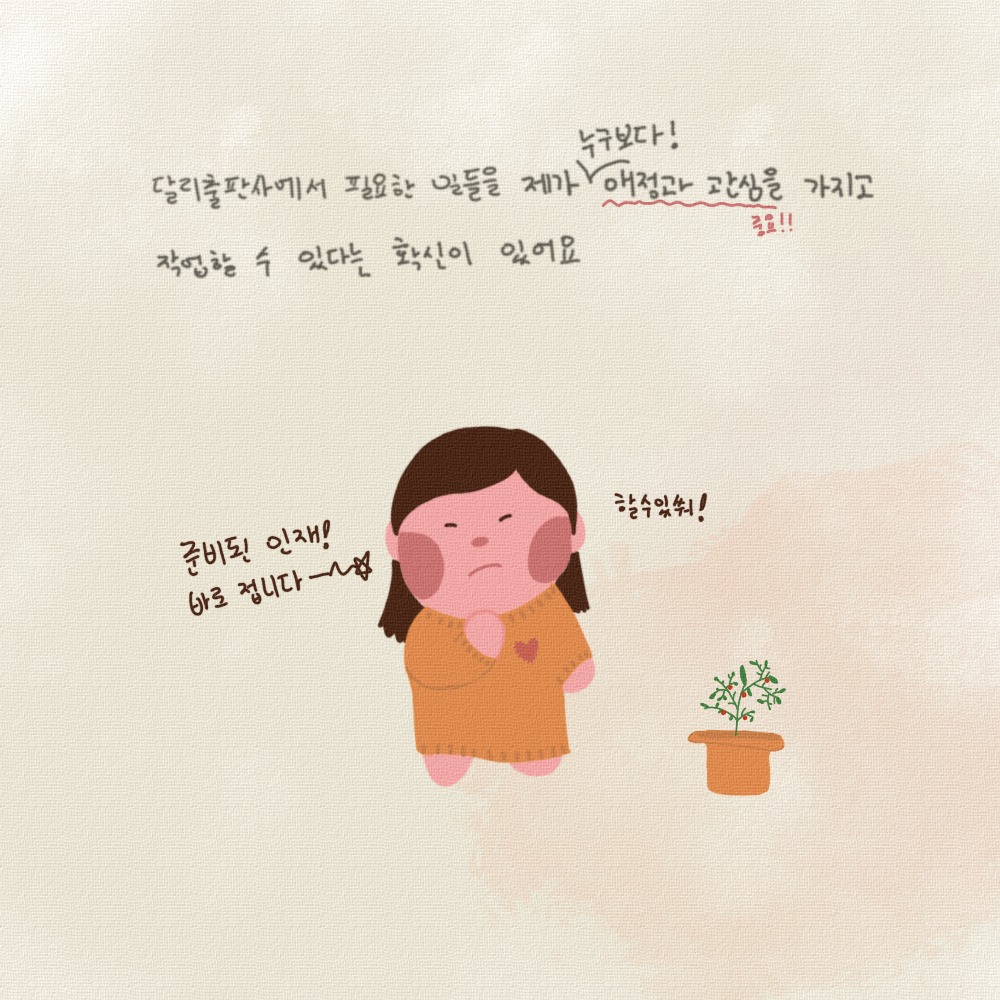 누구보다!
달리출판사에서 필요한 일들을 제가 애정과 관심을 가지고
중요!!
작업할 수 있다는 확신이 있어요
할수있쒀!
준비된 인재!
바로 접니다